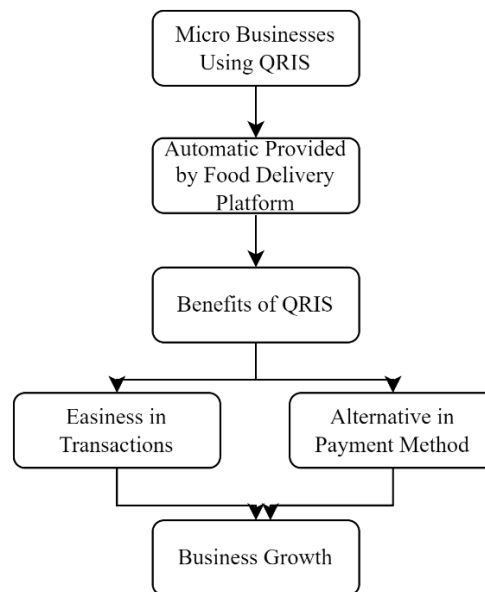 Micro Businesses
Using QRIS
Automatic Provided
by Food Delivery
Platform
Benefits of QRIS
Easiness in
Transactions
Alternative in
Payment Method
Business Growth